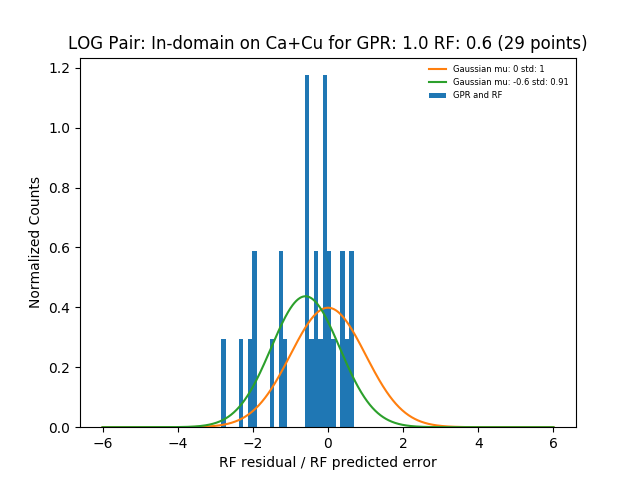 LOG Pair: In-domain on Ca+Cu for GPR: 1.0 RF: 0.6 (29 points)
Gaussian mu: 0 std: 1
Gaussian mu: -0.6 std: 0.91
GPR and RF
Normalized Counts
1.2
1.0
0.8
0.6
0.4
0.2
0.0
−6 −4 −2 0 2 4 6
RF residual / RF predicted error